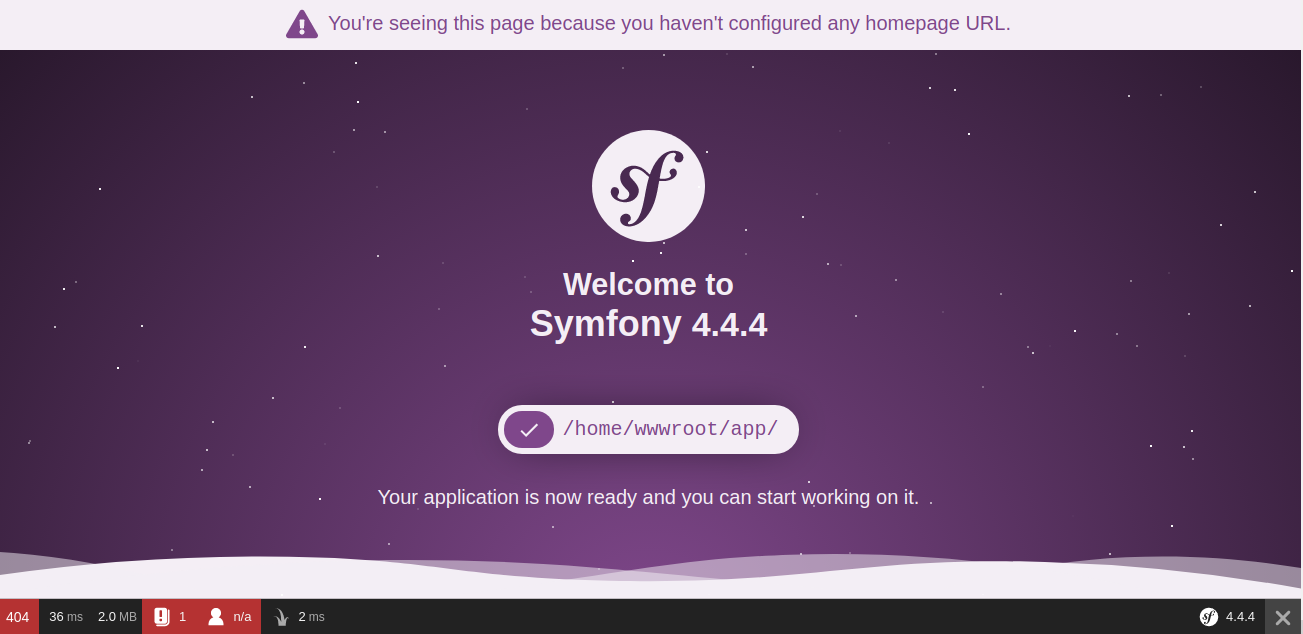 You're seeing this page because you haven't configured any homepage URL.
sf
Welcome to
Symfony 4.4.4
/home/wwwroot/app/
Your application is now ready and you can start working on it.
404 36 ms 2.0 MB 1 n/a 2 ms sf 4.4.4